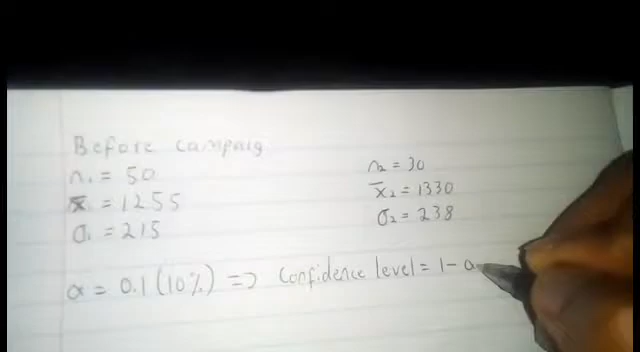 Before campaig
n₁ = 50
x̄₁ = 1255
σ₁ = 215
n₂ = 30
x̄₂ = 1330
σ₂ = 238
α = 0.1 (10%) => Confidence level = 1 - α